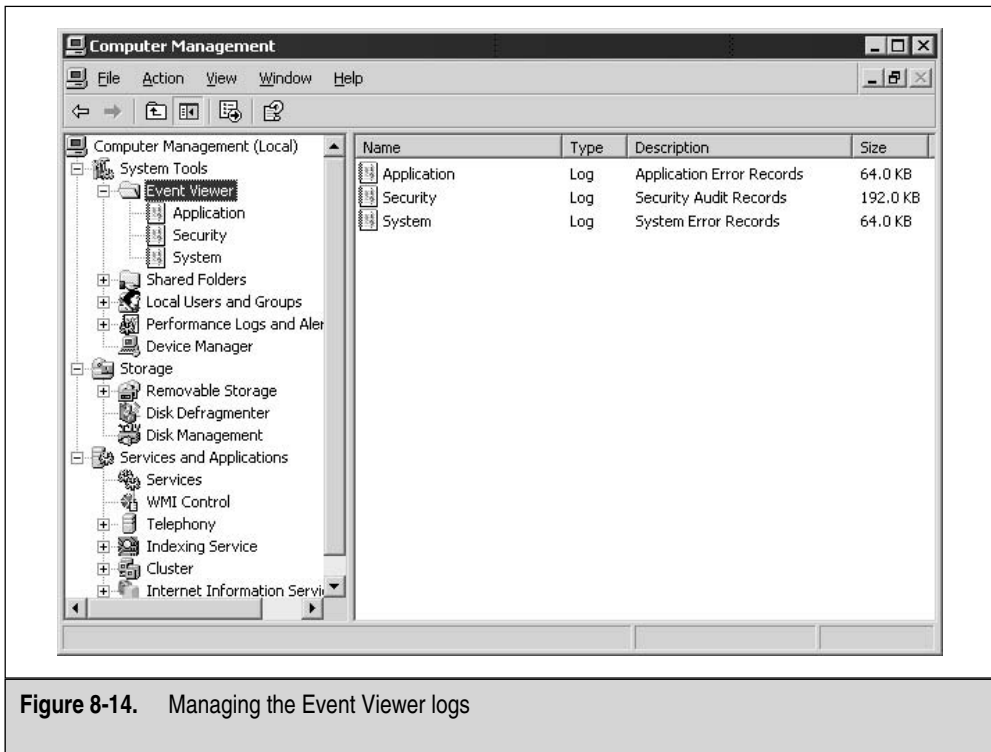 Computer Management
File Action View Window Help
Computer Management (Local)
System Tools
Event Viewer
Application
Security
System
Shared Folders
Local Users and Groups
Performance Logs and Aler
Device Manager
Storage
Removable Storage
Disk Defragmenter
Disk Management
Services and Applications
Services
WMI Control
Telephony
Indexing Service
Cluster
Internet Information Servi
Name Type Description Size
Application Log Application Error Records 64.0 KB
Security Log Security Audit Records 192.0 KB
System Log System Error Records 64.0 KB
Figure 8-14. Managing the Event Viewer logs